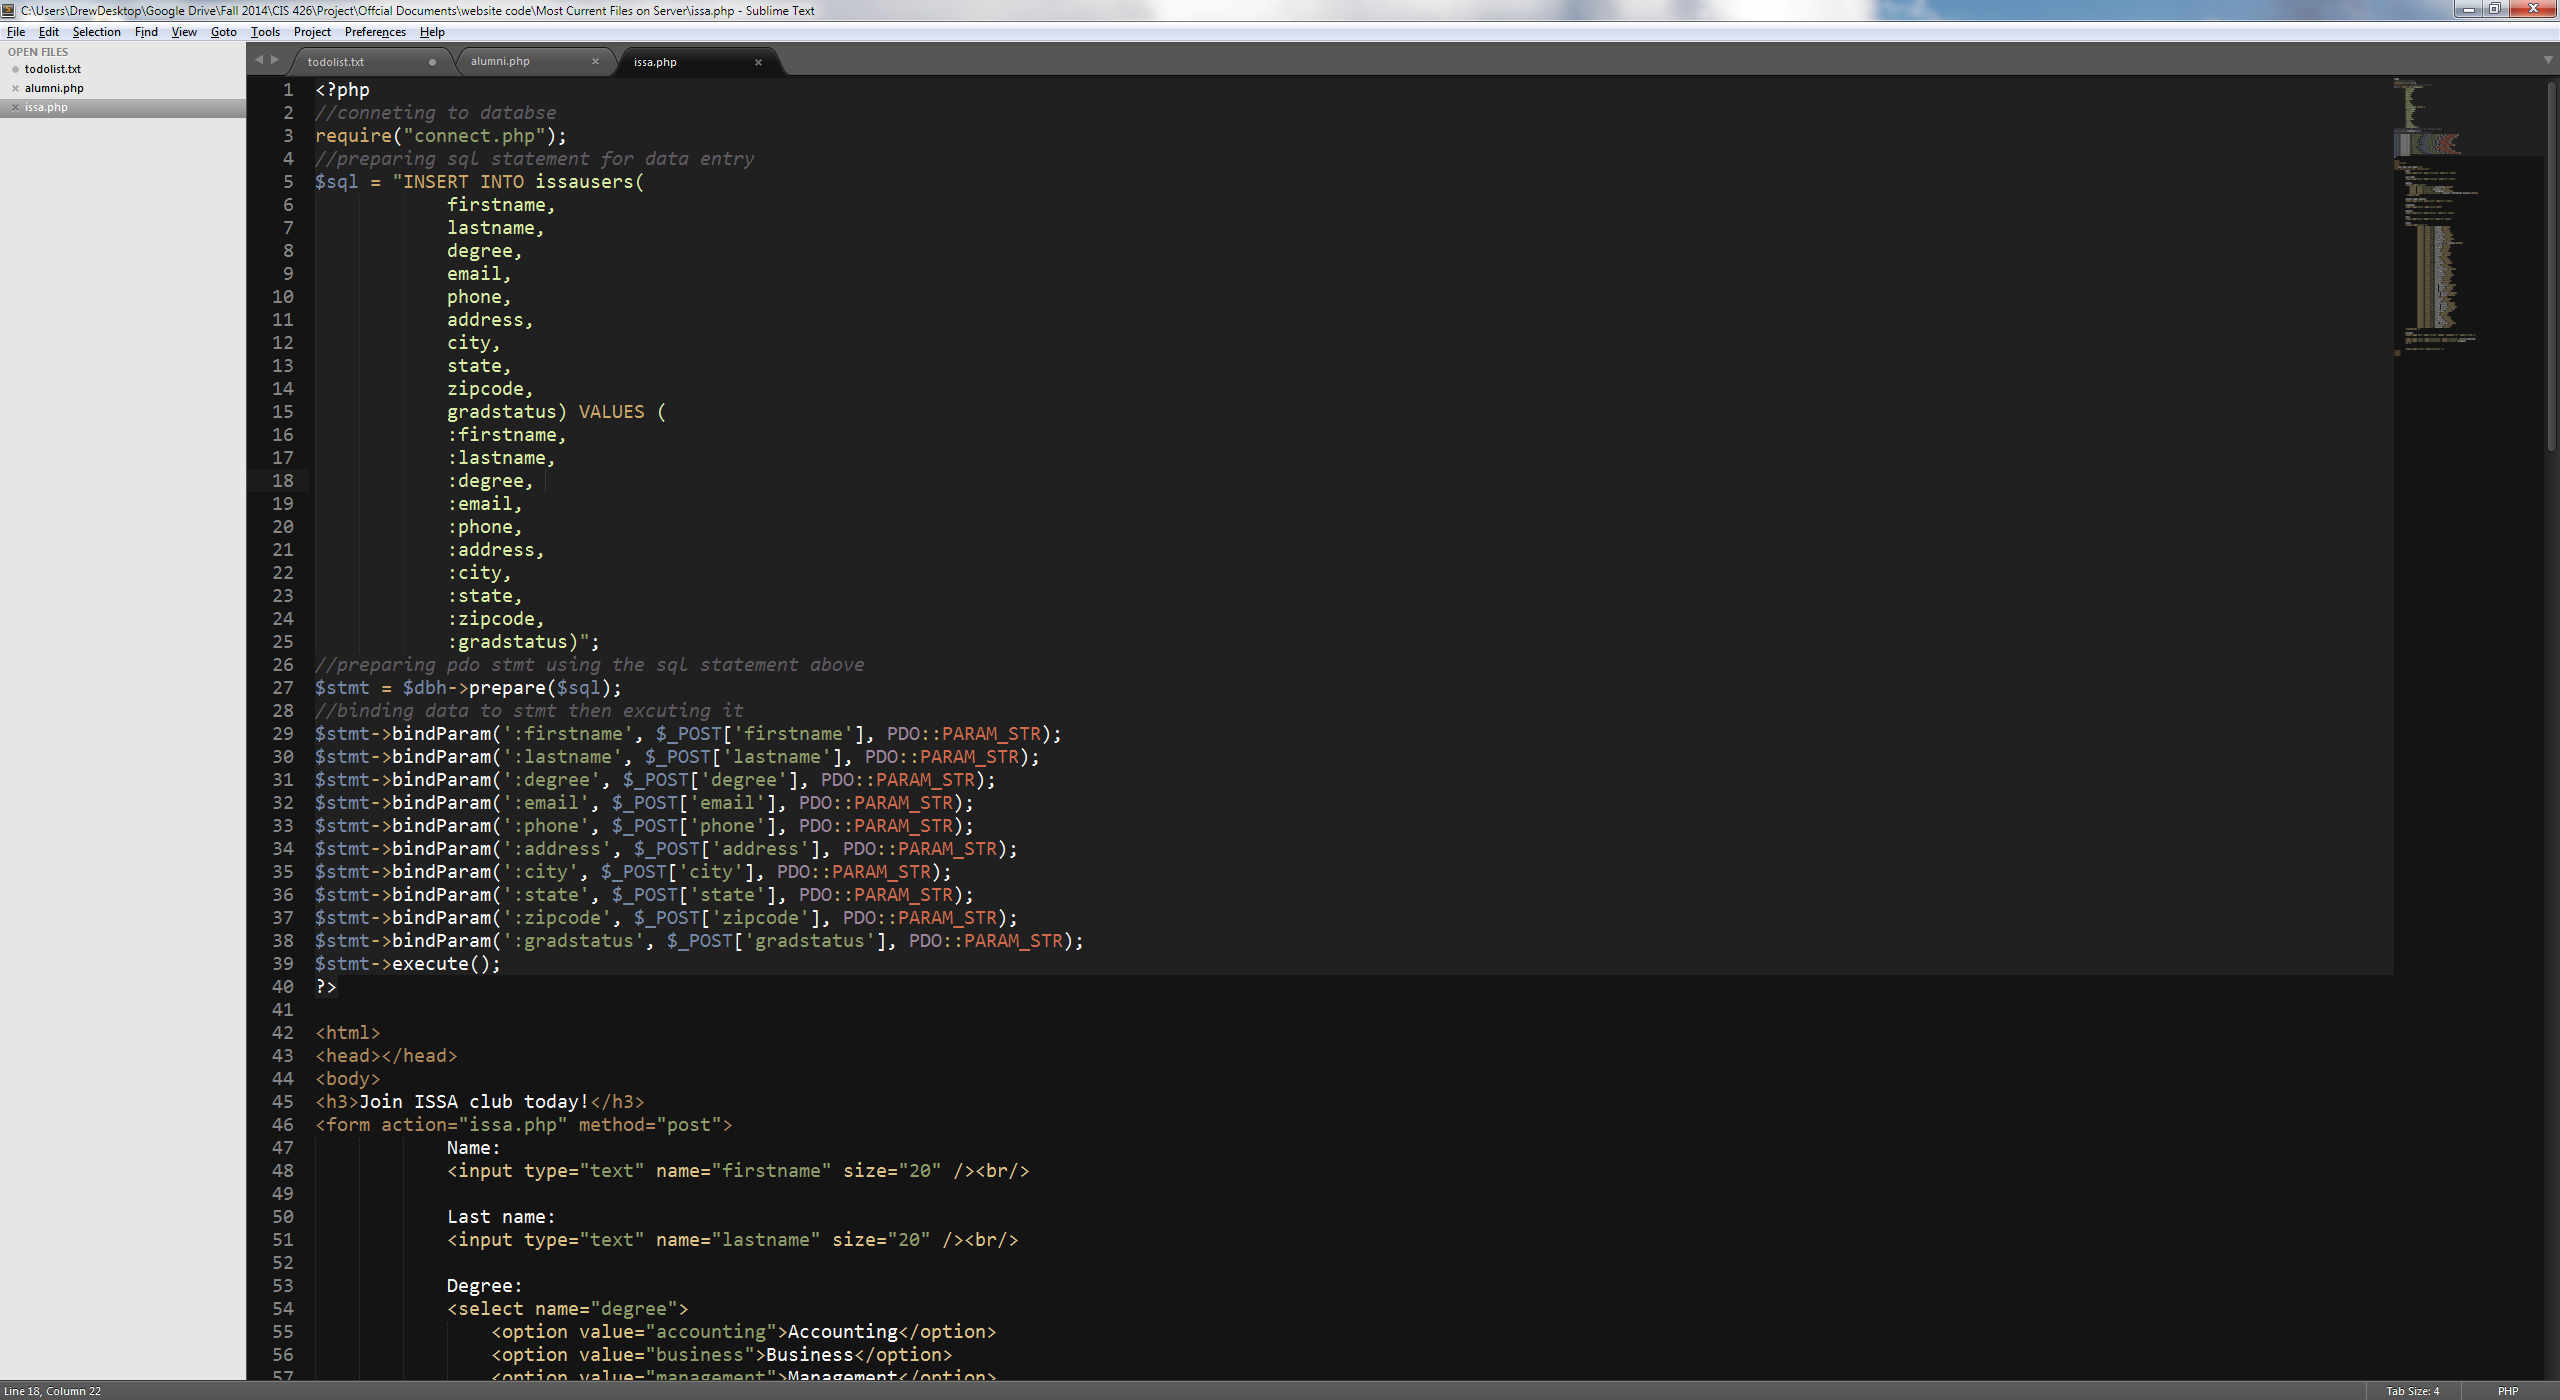 C:\Users\DrewDesktop\Google Drive\Fall 2014\CIS 426\Project\Offcial Documents\website code\Most Current Files on Server\issa.php - Sublime Text
File Edit Selection Find View Goto Tools Project Preferences Help
OPEN FILES
todolist.txt
alumni.php
issa.php
todolist.txt alumni.php issa.php
1 <?php
2 //conneting to databse
3 require("connect.php");
4 //preparing sql statement for data entry
5 $sql = "INSERT INTO issausers(
6 firstname,
7 lastname,
8 degree,
9 email,
10 phone,
11 address,
12 city,
13 state,
14 zipcode,
15 gradstatus) VALUES (
16 :firstname,
17 :lastname,
18 :degree,
19 :email,
20 :phone,
21 :address,
22 :city,
23 :state,
24 :zipcode,
25 :gradstatus)";
26 //preparing pdo stmt using the sql statement above
27 $stmt = $dbh->prepare($sql);
28 //binding data to stmt then excuting it
29 $stmt->bindParam(':firstname', $_POST['firstname'], PDO::PARAM_STR);
30 $stmt->bindParam(':lastname', $_POST['lastname'], PDO::PARAM_STR);
31 $stmt->bindParam(':degree', $_POST['degree'], PDO::PARAM_STR);
32 $stmt->bindParam(':email', $_POST['email'], PDO::PARAM_STR);
33 $stmt->bindParam(':phone', $_POST['phone'], PDO::PARAM_STR);
34 $stmt->bindParam(':address', $_POST['address'], PDO::PARAM_STR);
35 $stmt->bindParam(':city', $_POST['city'], PDO::PARAM_STR);
36 $stmt->bindParam(':state', $_POST['state'], PDO::PARAM_STR);
37 $stmt->bindParam(':zipcode', $_POST['zipcode'], PDO::PARAM_STR);
38 $stmt->bindParam(':gradstatus', $_POST['gradstatus'], PDO::PARAM_STR);
39 $stmt->execute();
40 ?>
41
42 <html>
43 <head></head>
44 <body>
45 <h3>Join ISSA club today!</h3>
46 <form action="issa.php" method="post">
47 Name:
48 <input type="text" name="firstname" size="20" /><br/>
49
50 Last name:
51 <input type="text" name="lastname" size="20" /><br/>
52
53 Degree:
54 <select name="degree">
55 <option value="accounting">Accounting</option>
56 <option value="business">Business</option>
57 <option value="management">Management</option>
Line 18, Column 22
Tab Size: 4 PHP